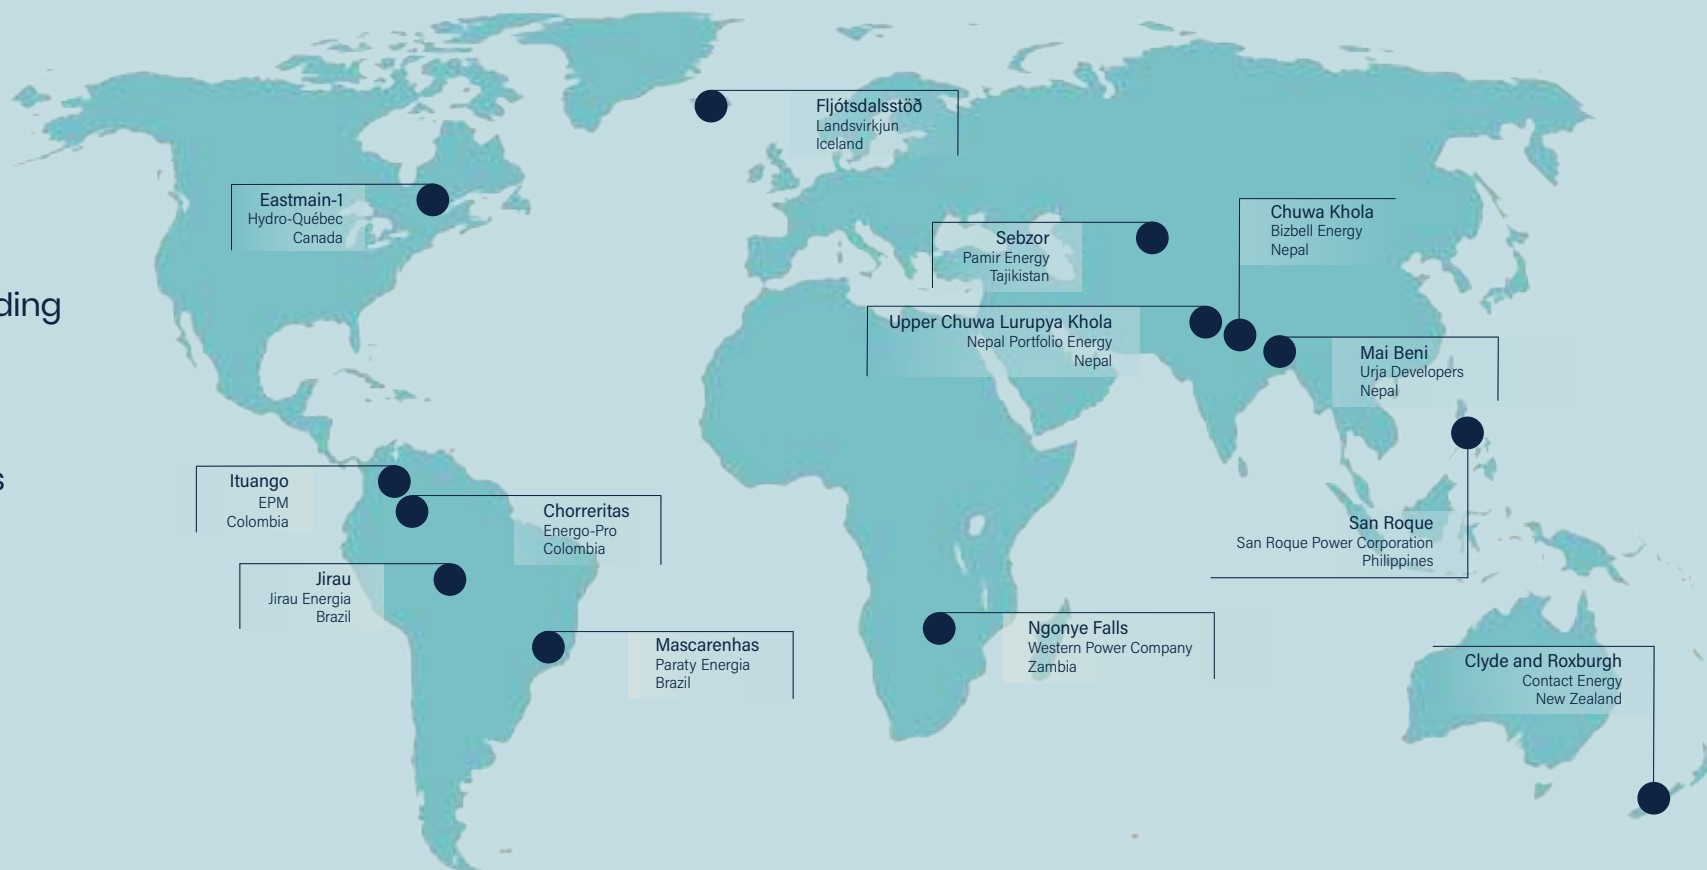 Fljótsdalsstöð
Landsvirkjun
Iceland
Eastmain-1
Hydro-Québec
Canada
Chuwa Khola
Bizbell Energy
Nepal
Sebzor
Pamir Energy
Tajikistan
ding
Upper Chuwa Lurupya Khola
Nepal Portfolio Energy
Nepal
Mai Beni
Urja Developers
Nepal
s
Ituango
EPM
Colombia
Chorreritas
Energo-Pro
Colombia
San Roque
San Roque Power Corporation
Philippines
Jirau
Jirau Energia
Brazil
Mascarenhas
Paraty Energia
Brazil
Ngonye Falls
Western Power Company
Zambia
Clyde and Roxburgh
Contact Energy
New Zealand